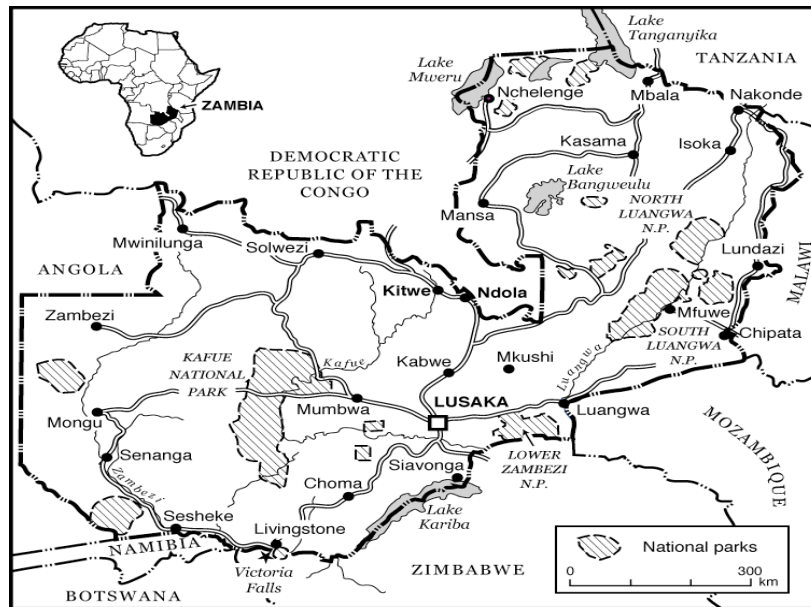 Lake
Tanganyika
TANZANIA
Lake
Mweru
Nchelenge
Mbala
Nakonde
ZAMBIA
Kasama
Isoka
DEMOCRATIC
REPUBLIC OF THE
CONGO
Lake
Bangweulu
NORTH
LUANGWA
N.P.
Mansa
Mwinilunga
Solwezi
Lundazi
MALAWI
ANGOLA
Kitwe
Ndola
Zambezi
Mfuwe
Chipata
SOUTH
LUANGWA
N.P.
KAFUE
NATIONAL
PARK
Kafue
Kabwe
Mkushi
Luangwa
Mongu
Mumbwa
LUSAKA
Luangwa
MOZAMBIQUE
Senanga
Zambezi
LOWER
ZAMBEZI
N.P.
Siavonga
Choma
Lake
Kariba
Sesheke
Livingstone
NAMIBIA
Victoria
Falls
ZIMBABWE
BOTSWANA
National parks
0 300
km